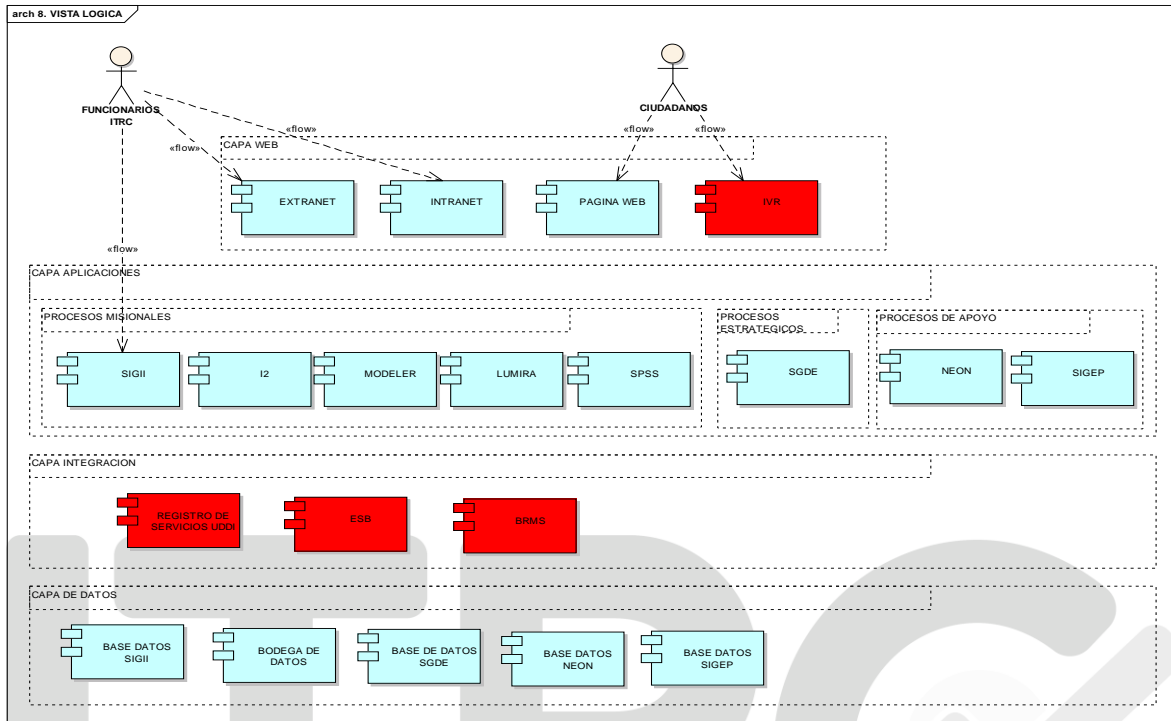 arch 8. VISTA LOGICA
FUNCIONARIOS
ITRC
CIUDADANOS
«flow»
«flow»
«flow»
«flow»
CAPA WEB
EXTRANET
INTRANET
PAGINA WEB
IVR
«flow»
CAPA APLICACIONES
PROCESOS MISIONALES
PROCESOS
ESTRATEGICOS
PROCESOS DE APOYO
SIGII
I2
MODELER
LUMIRA
SPSS
SGDE
NEON
SIGEP
CAPA INTEGRACION
REGISTRO DE
SERVICIOS UDDI
ESB
BRMS
CAPA DE DATOS
BASE DATOS
SIGII
BODEGA DE
DATOS
BASE DE DATOS
SGDE
BASE DATOS
NEON
BASE DATOS
SIGEP
ITRC